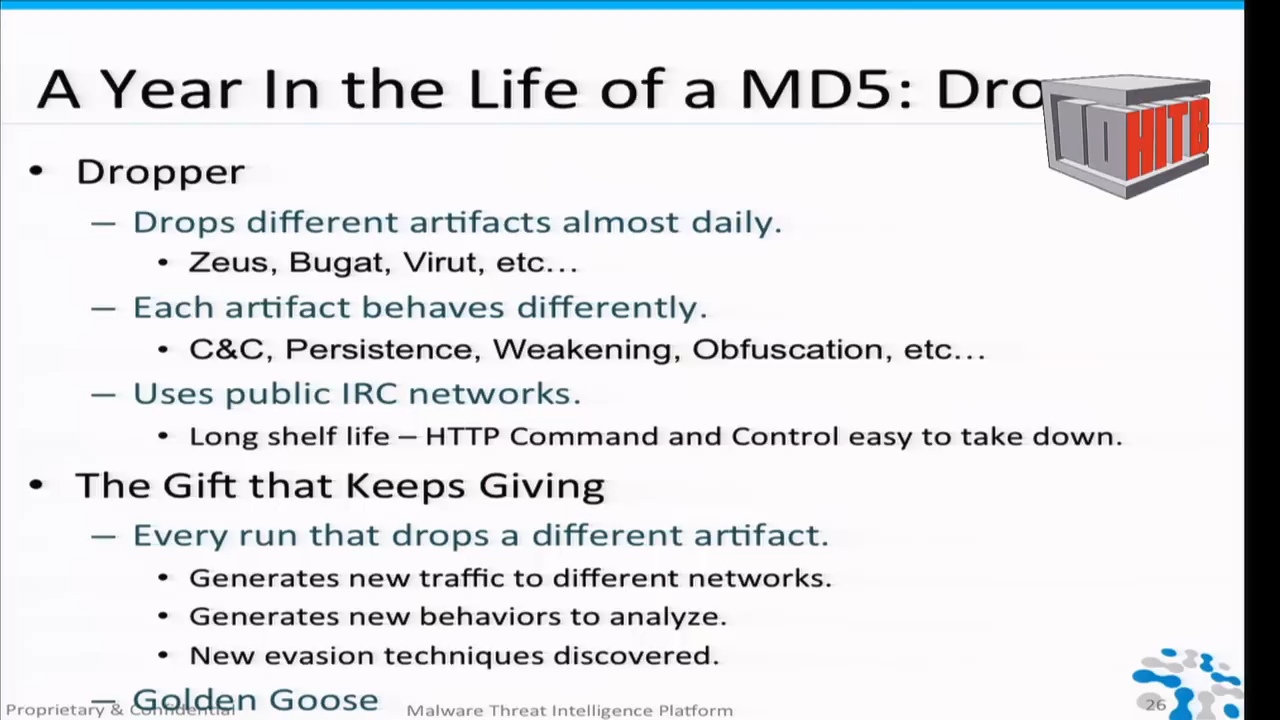 A Year In the Life of a MD5: Dro
HITB
• Dropper
– Drops different artifacts almost daily.
• Zeus, Bugat, Virut, etc…
– Each artifact behaves differently.
• C&C, Persistence, Weakening, Obfuscation, etc…
– Uses public IRC networks.
• Long shelf life – HTTP Command and Control easy to take down.
• The Gift that Keeps Giving
– Every run that drops a different artifact.
• Generates new traffic to different networks.
• Generates new behaviors to analyze.
• New evasion techniques discovered.
– Golden Goose
Proprietary & Confidential
Malware Threat Intelligence Platform
26